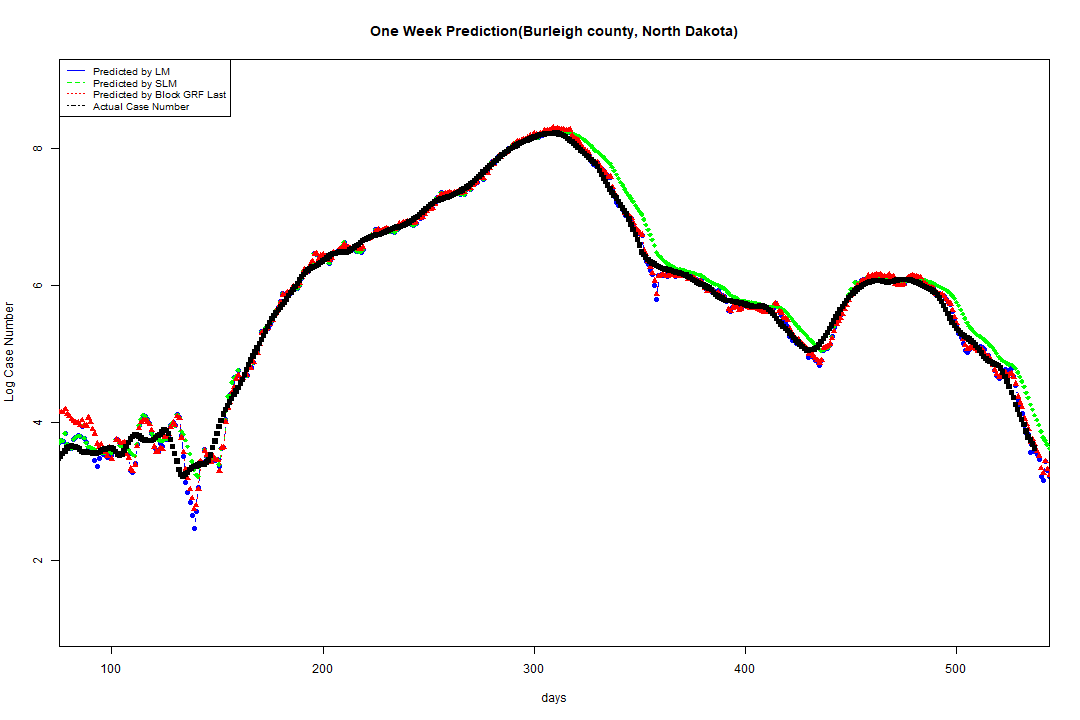 One Week Prediction(Burleigh county, North Dakota)
Predicted by LM
Predicted by SLM
Predicted by Block GRF Last
Actual Case Number
8
6
4
2
Log Case Number
100 200 300 400 500
days